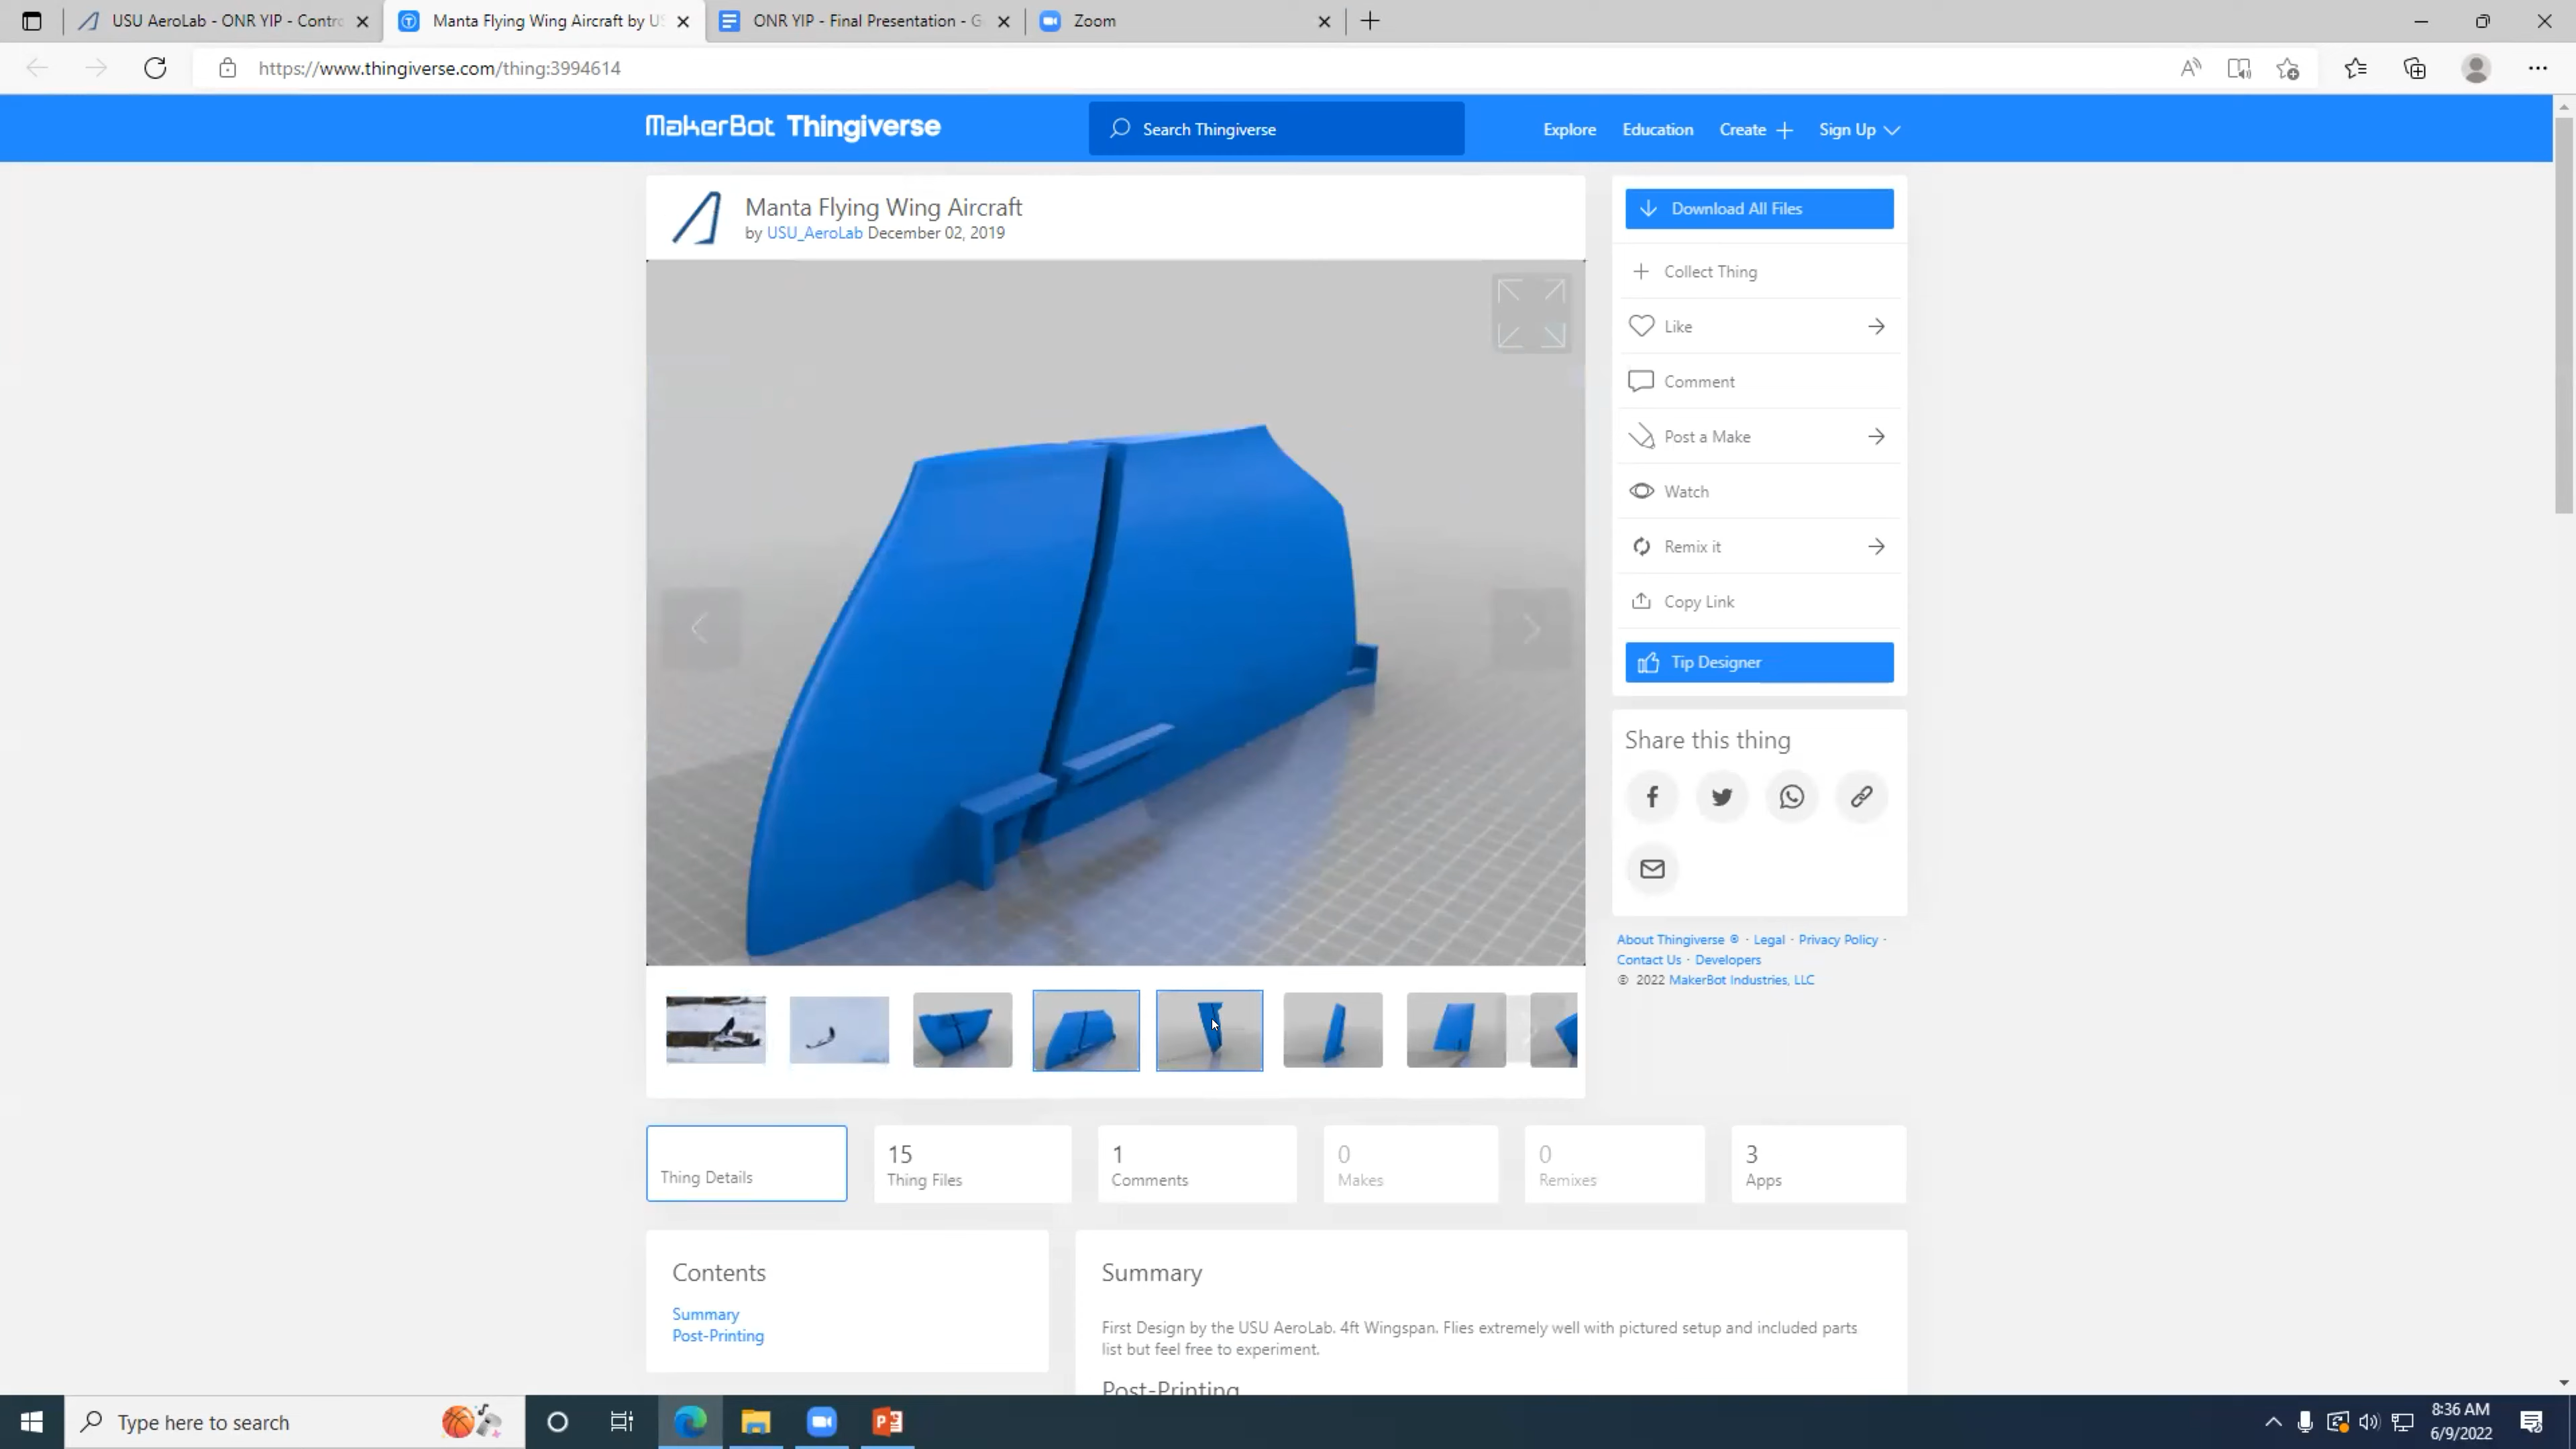 USU AeroLab - ONR YIP - Contro
Manta Flying Wing Aircraft by US
ONR YIP - Final Presentation - G
Zoom
https://www.thingiverse.com/thing:3994614
MakerBot Thingiverse
Search Thingiverse
Explore
Education
Create
Sign Up
Manta Flying Wing Aircraft
by USU_AeroLab December 02, 2019
Download All Files
Collect Thing
Like
Comment
Post a Make
Watch
Remix it
Copy Link
Tip Designer
Share this thing
About Thingiverse ® · Legal · Privacy Policy ·
Contact Us · Developers
© 2022 MakerBot Industries, LLC
Thing Details
15
Thing Files
1
Comments
0
Makes
0
Remixes
3
Apps
Contents
Summary
Post-Printing
Summary
First Design by the USU AeroLab. 4ft Wingspan. Flies extremely well with pictured setup and included parts
list but feel free to experiment.
Post-Printing
Type here to search
8:36 AM
6/9/2022